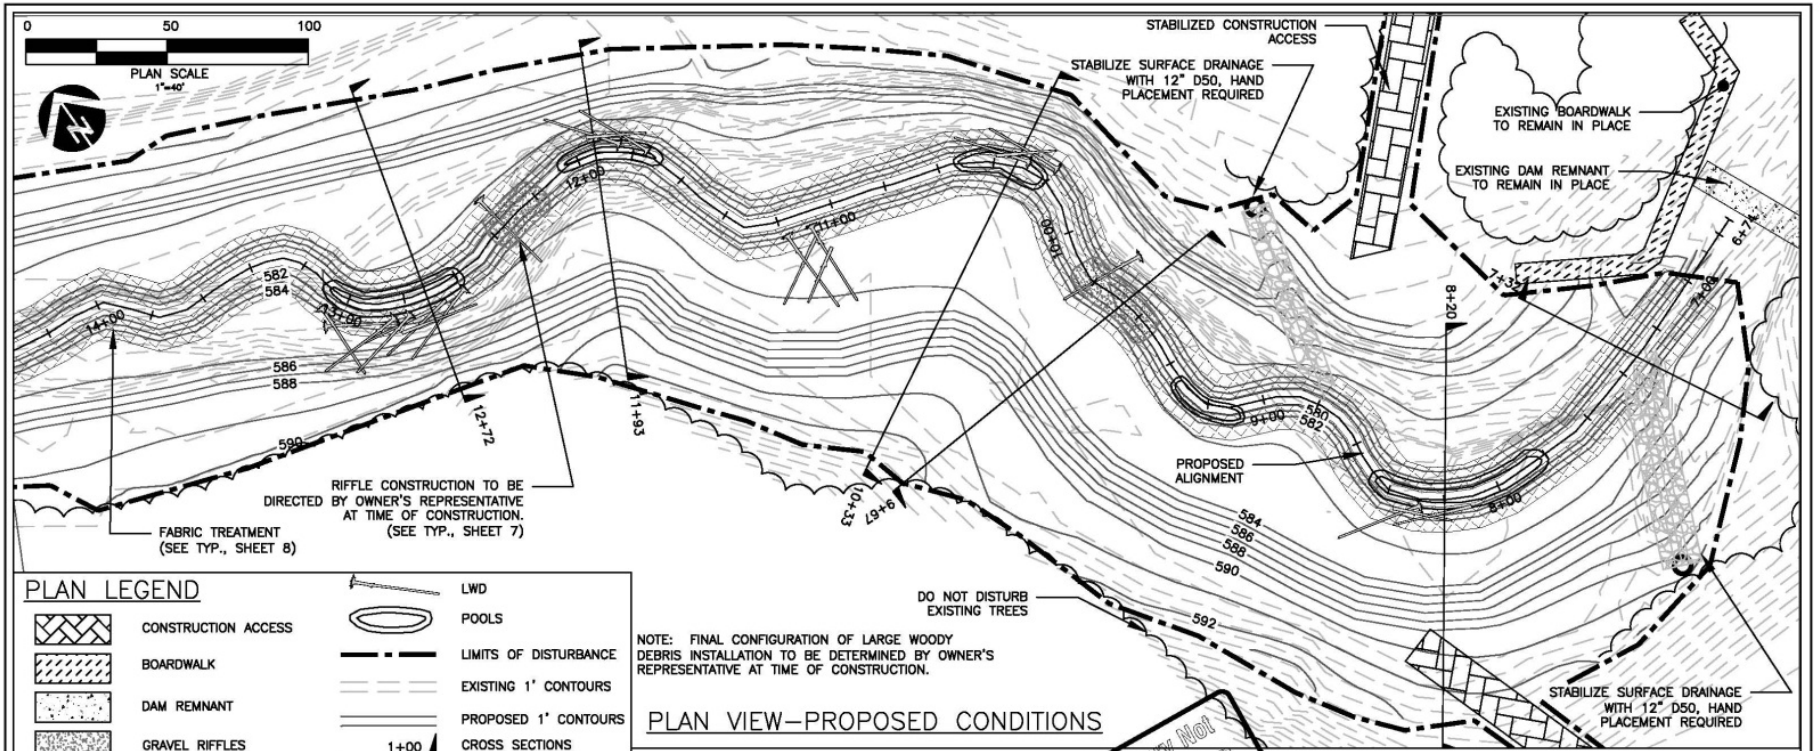 0 50 100
PLAN SCALE
1"=40'
STABILIZED CONSTRUCTION
ACCESS
STABILIZE SURFACE DRAINAGE
WITH 12" D50, HAND
PLACEMENT REQUIRED
EXISTING BOARDWALK
TO REMAIN IN PLACE
EXISTING DAM REMNANT
TO REMAIN IN PLACE
6+74
7+00
7+32
8+20
8+00
9+00
580
582
10+00
11+00
12+00
13+00
14+00
582
584
586
588
590
12+72
11+93
10+33
9+67
584
586
588
590
592
PROPOSED
ALIGNMENT
RIFFLE CONSTRUCTION TO BE
DIRECTED BY OWNER'S REPRESENTATIVE
AT TIME OF CONSTRUCTION.
(SEE TYP., SHEET 7)
FABRIC TREATMENT
(SEE TYP., SHEET 8)
DO NOT DISTURB
EXISTING TREES
STABILIZE SURFACE DRAINAGE
WITH 12" D50, HAND
PLACEMENT REQUIRED
PLAN LEGEND
CONSTRUCTION ACCESS
BOARDWALK
DAM REMNANT
GRAVEL RIFFLES
LWD
POOLS
LIMITS OF DISTURBANCE
EXISTING 1' CONTOURS
PROPOSED 1' CONTOURS
1+00 CROSS SECTIONS
NOTE: FINAL CONFIGURATION OF LARGE WOODY
DEBRIS INSTALLATION TO BE DETERMINED BY OWNER'S
REPRESENTATIVE AT TIME OF CONSTRUCTION.
PLAN VIEW—PROPOSED CONDITIONS
Not